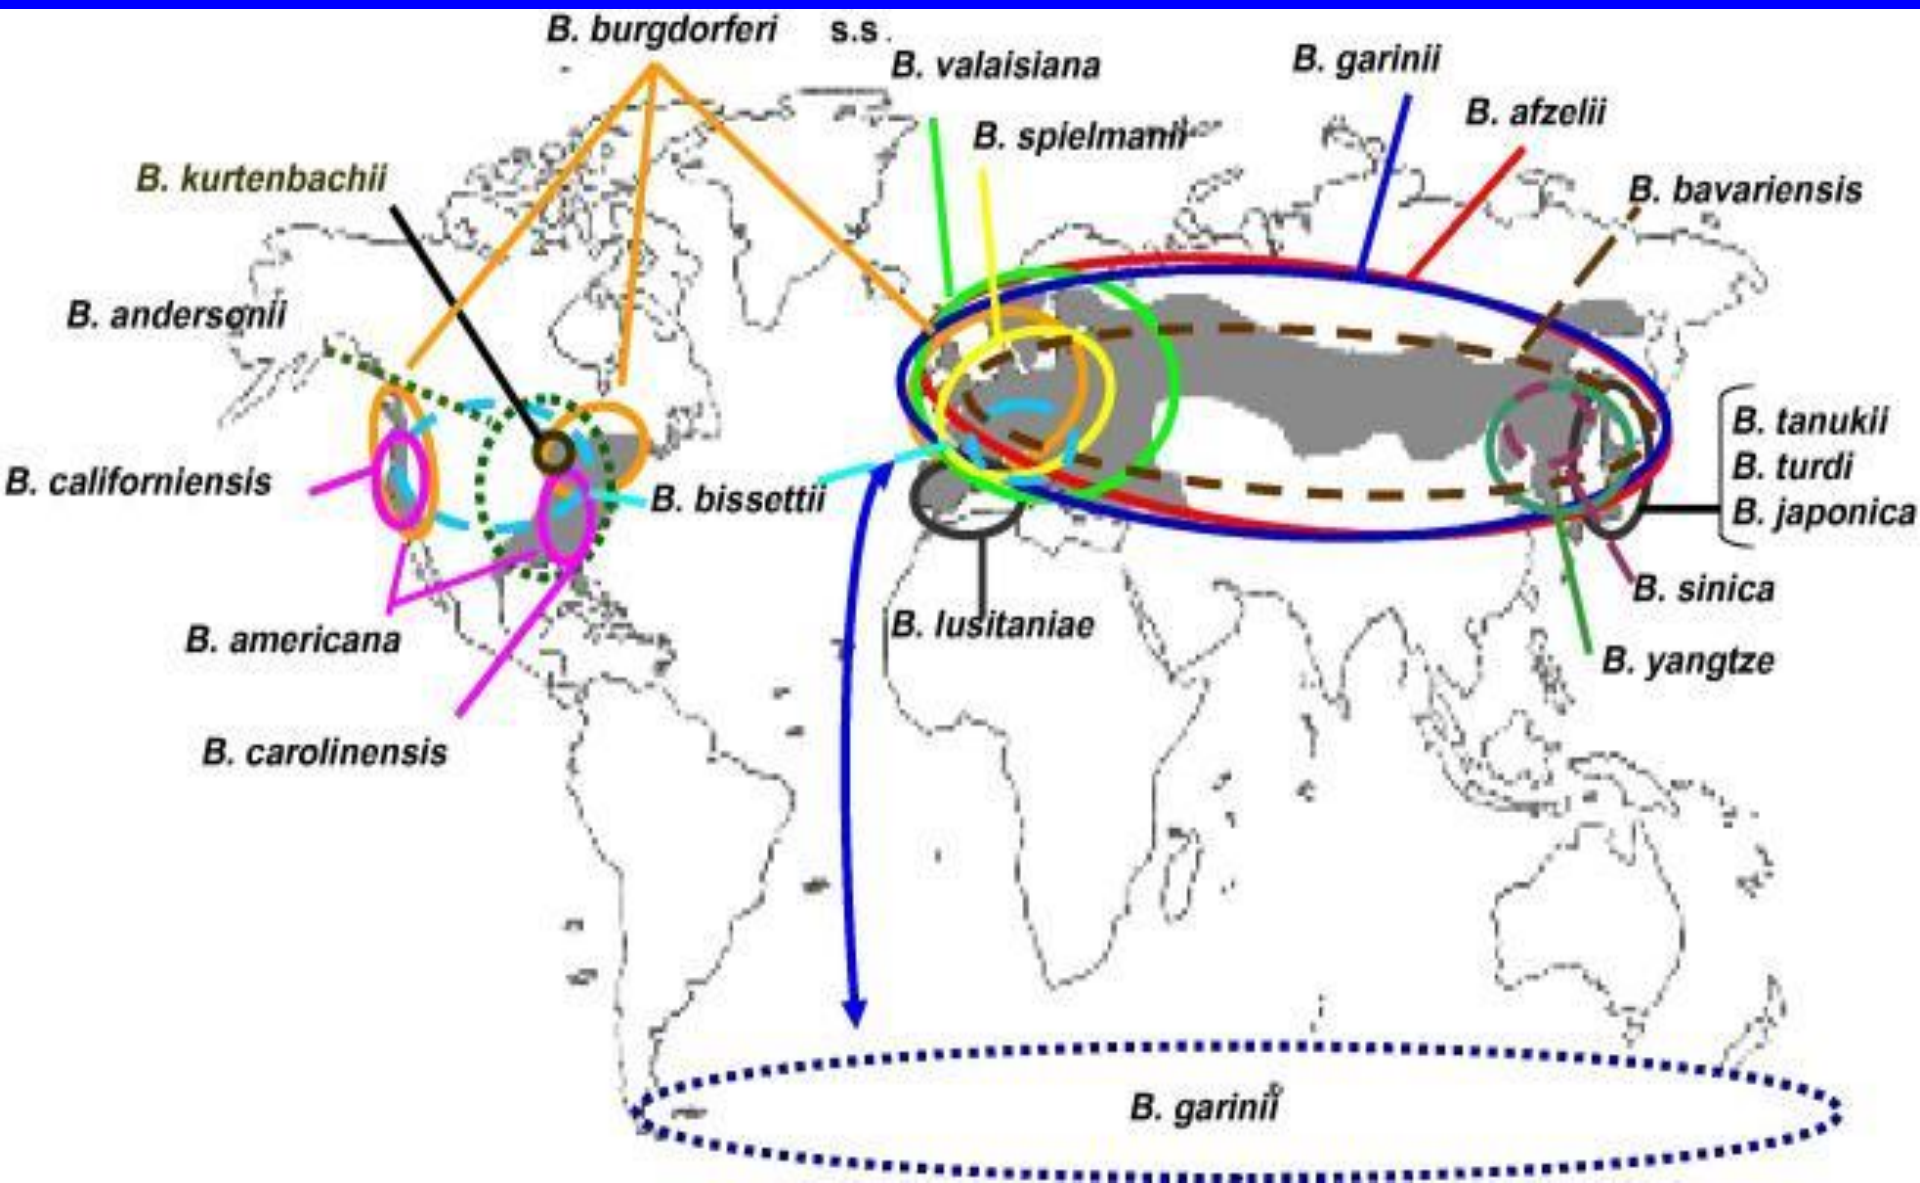 B. burgdorferi s.s.
B. valaisiana
B. garinii
B. afzelii
B. spielmanii
B. kurtenbachii
B. bavariensis
B. andersonii
B. tanukii
B. turdi
B. japonica
B. californiensis
B. bissettii
B. sinica
B. lusitaniae
B. americana
B. yangtze
B. carolinensis
B. garinii